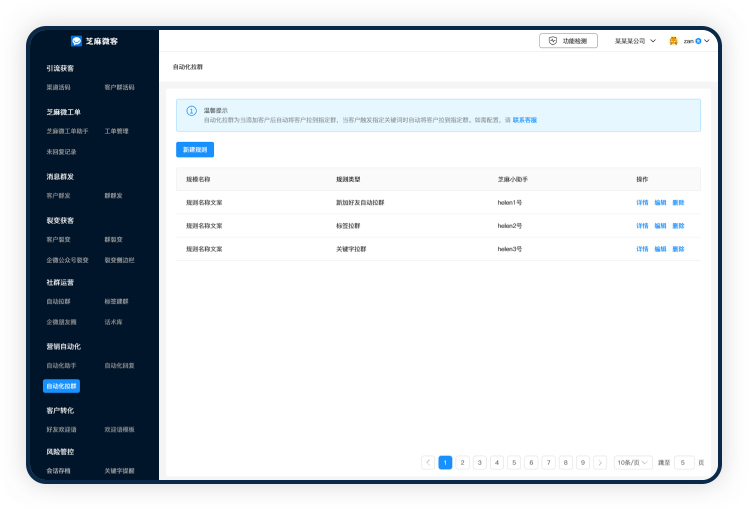 芝麻微客
功能检测 某某某公司 zan
引流获客
渠道活码 客户群活码
芝麻微工单
芝麻微工单助手 工单管理
未回复记录
消息群发
客户群发 群群发
裂变获客
客户裂变 群裂变
企微公众号裂变 裂变侧边栏
社群运营
自动拉群 标签建群
企微朋友圈 话术库
营销自动化
自动化助手 自动化回复
自动化拉群
客户转化
好友欢迎语 欢迎语模板
风险管控
会话存档 关键字提醒
自动化拉群
温馨提示
自动化拉群为当添加客户后自动将客户拉到指定群，当客户触发指定关键词时自动将客户拉到指定群。如需配置，请 联系客服
新建规则
规模名称 规则类型 芝麻小助手 操作
规则名称文案 新加好友自动拉群 helen1号 详情 编辑 删除
规则名称文案 标签拉群 helen2号 详情 编辑 删除
规则名称文案 关键字拉群 helen3号 详情 编辑 删除
1 2 3 4 5 6 7 8 9 10条/页 跳至 5 页